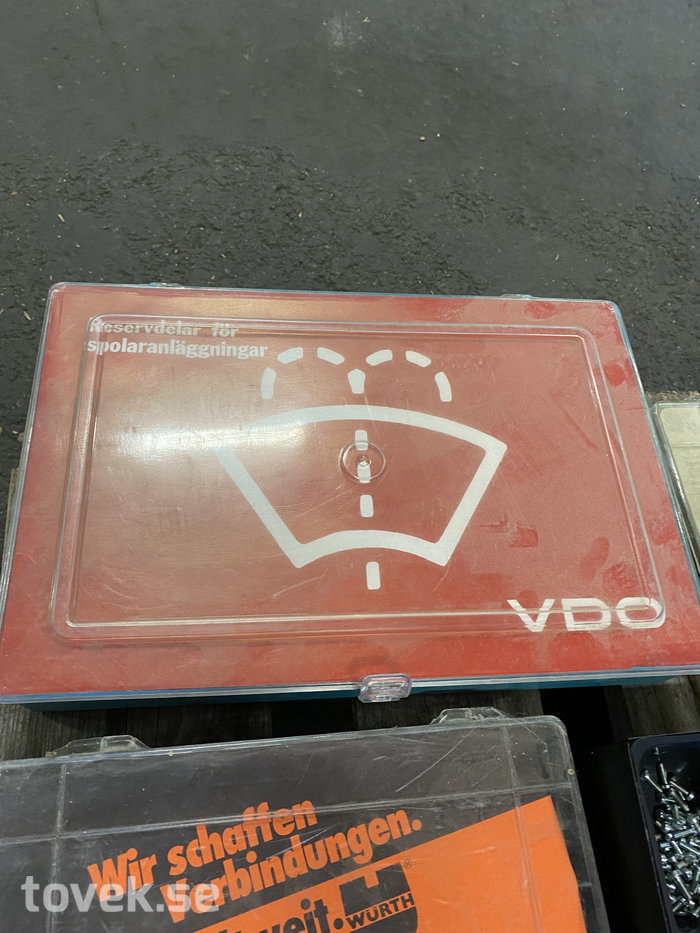 Reservdelar för
spolaranläggningar
VDO
Wir schaffen
Verbindungen.
WÜRTH
®
tovek.se